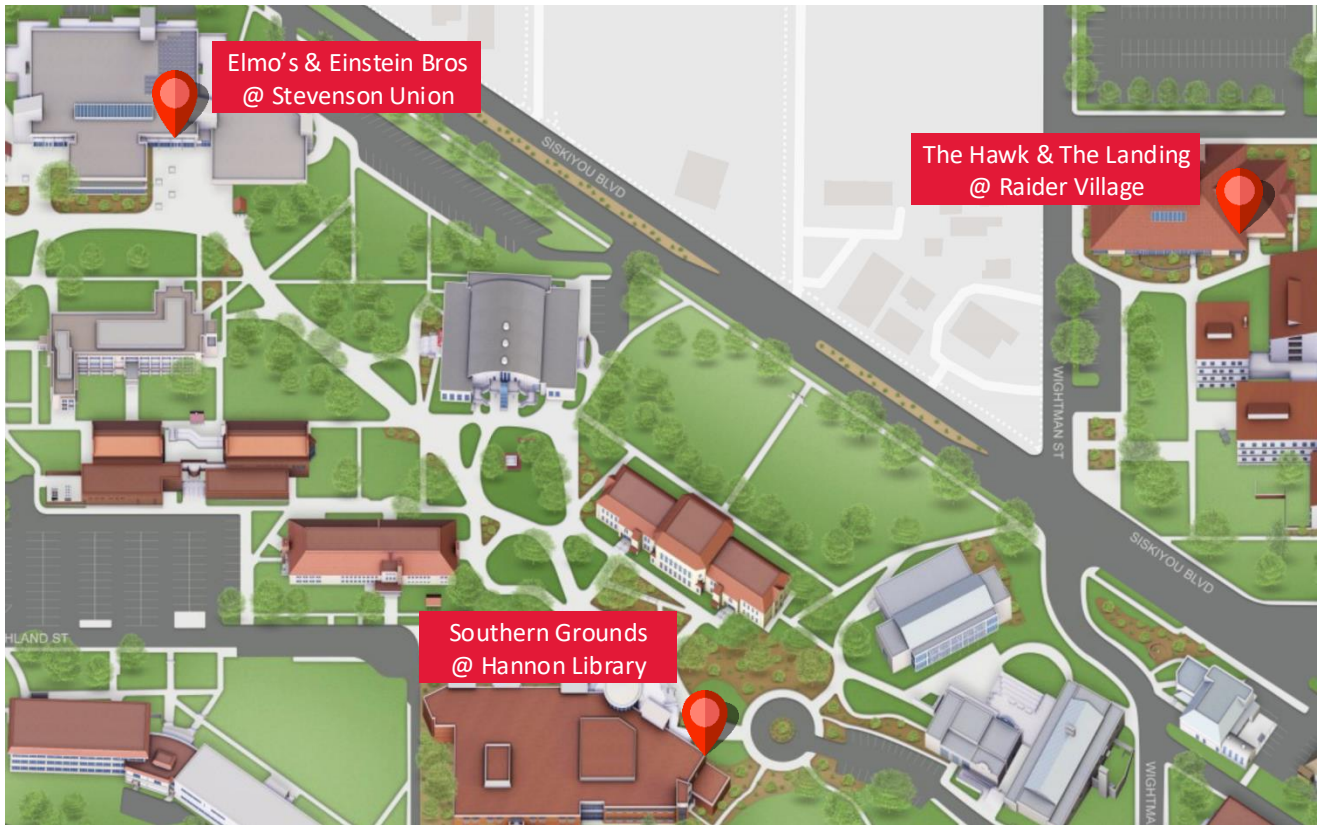 Elmo's & Einstein Bros
@ Stevenson Union
SISKIYOU BLVD
The Hawk & The Landing
@ Raider Village
WIGHTMAN ST
SISKIYOU BLVD
HLAND ST
Southern Grounds
@ Hannon Library
WIGHTMA